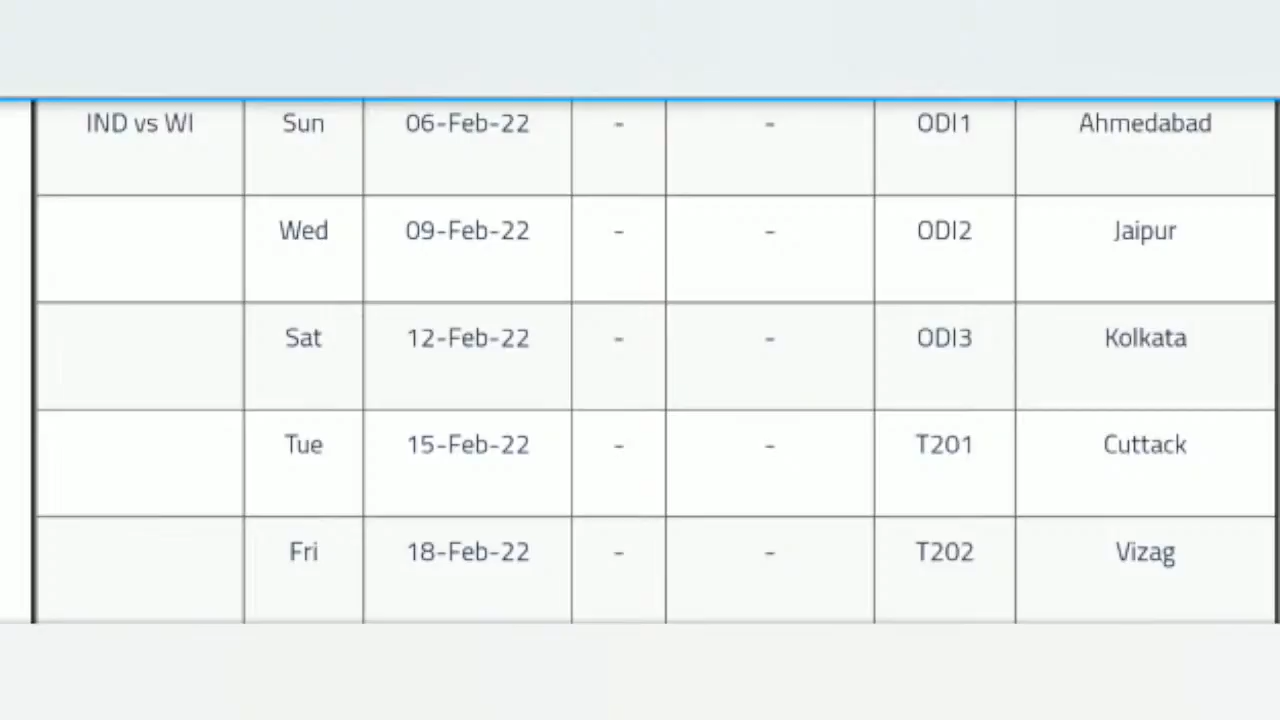 IND vs WI Sun 06-Feb-22 - - ODI1 Ahmedabad
Wed 09-Feb-22 - - ODI2 Jaipur
Sat 12-Feb-22 - - ODI3 Kolkata
Tue 15-Feb-22 - - T201 Cuttack
Fri 18-Feb-22 - - T202 Vizag